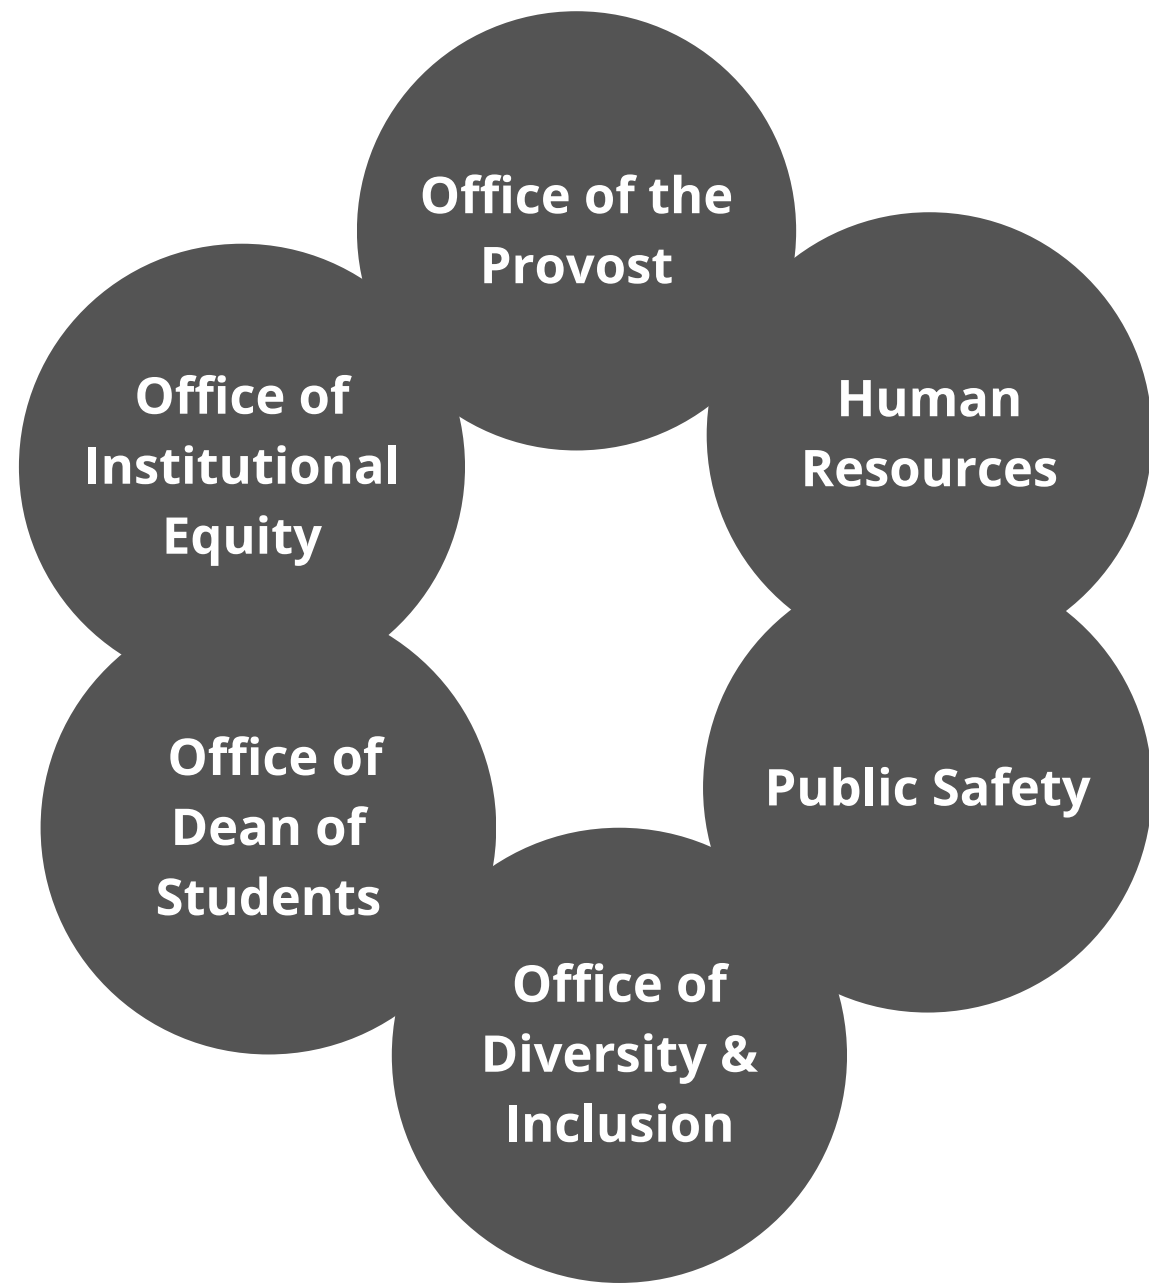 Office of the
Provost
Human
Resources
Public Safety
Office of
Diversity &
Inclusion
Office of
Dean of
Students
Office of
Institutional
Equity